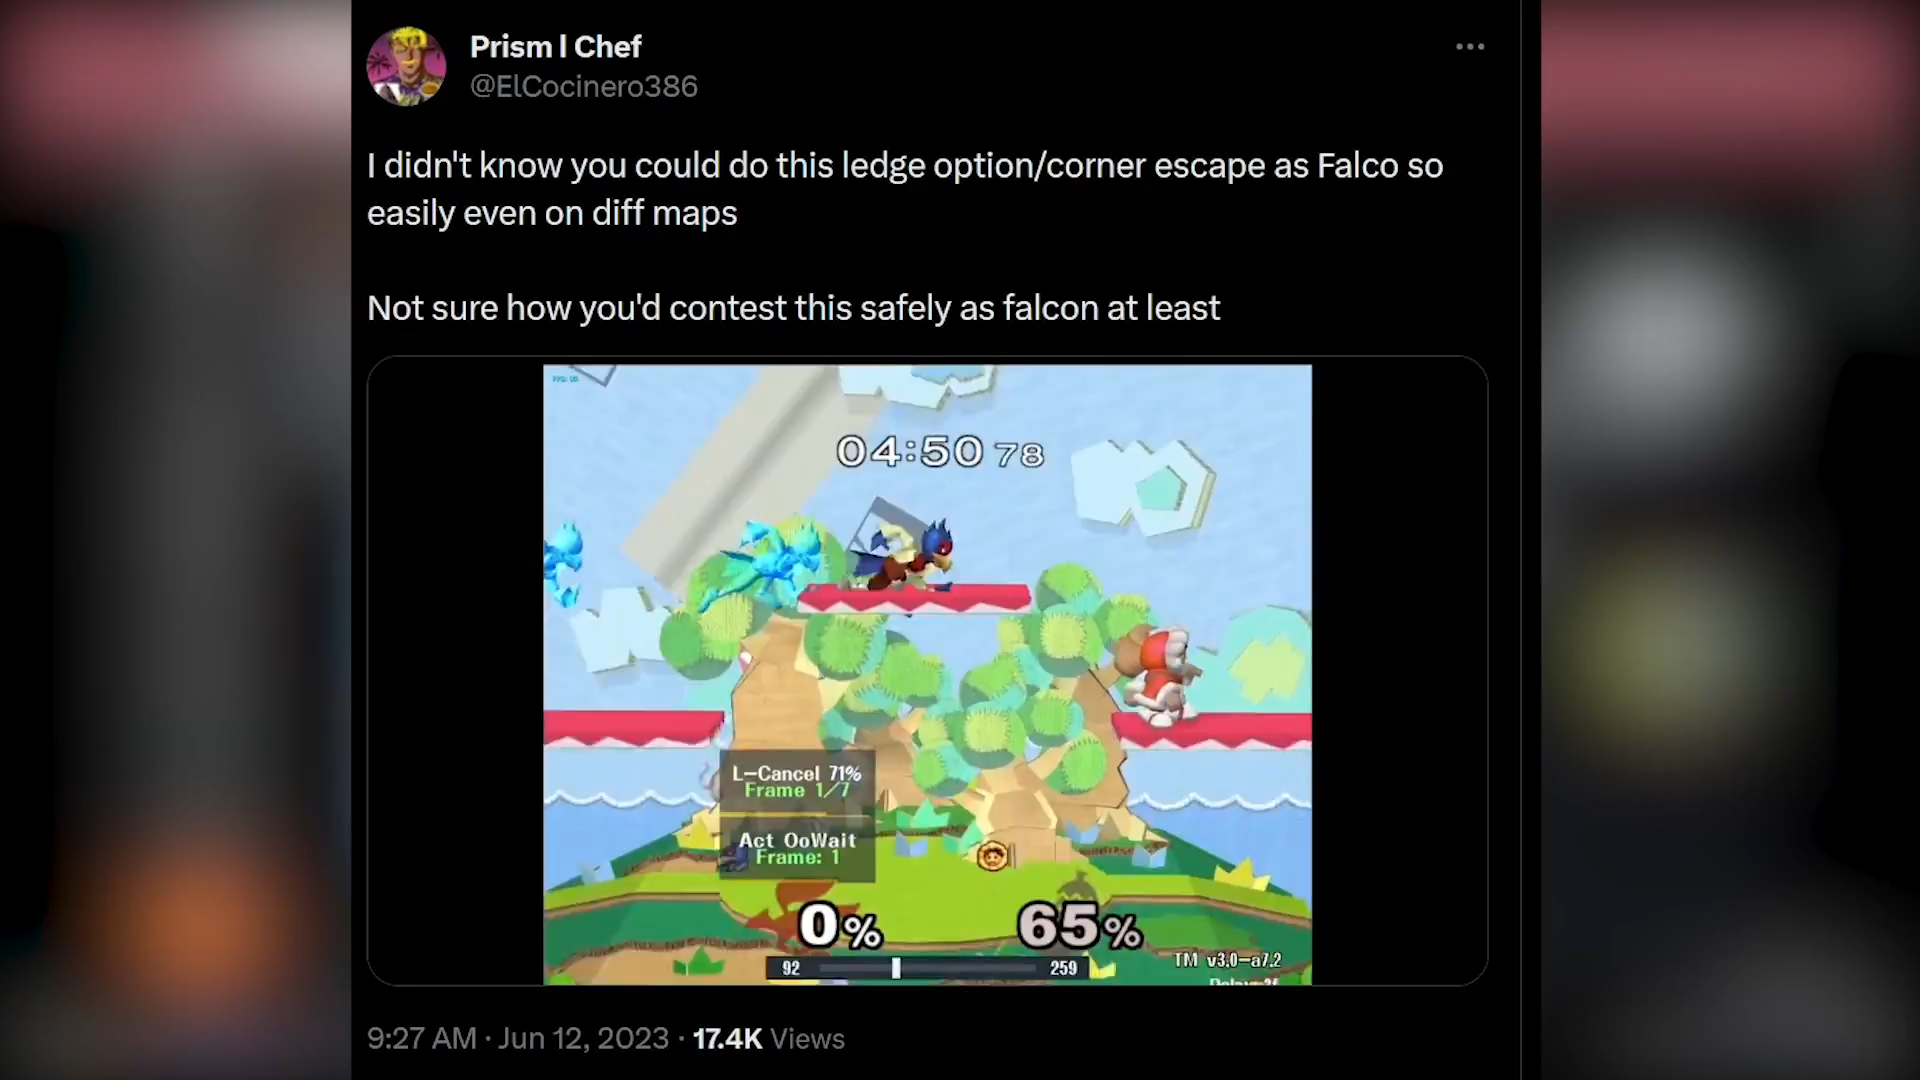 Prism l Chef
@ElCocinero386
I didn't know you could do this ledge option/corner escape as Falco so
easily even on diff maps
Not sure how you'd contest this safely as falcon at least
04:50 78
L-Cancel 71%
Frame 1/7
Act OoWait
Frame: 1
0%
65%
92
259
TM v3.0-a7.2
9:27 AM · Jun 12, 2023 · 17.4K Views